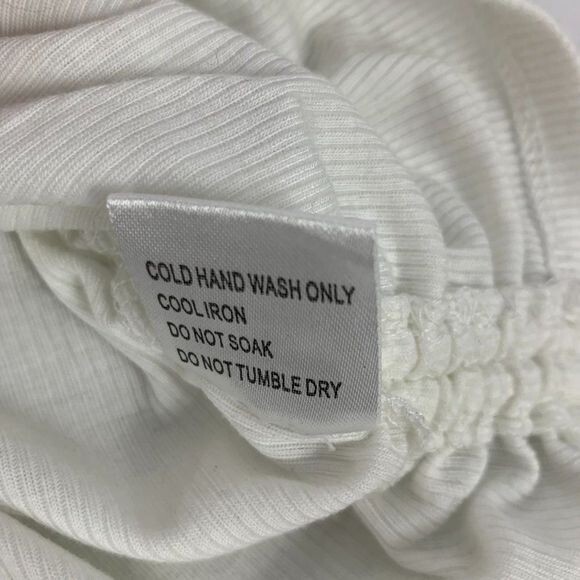 COLD HAND WASH ONLY
COOL IRON
DO NOT SOAK
DO NOT TUMBLE DRY